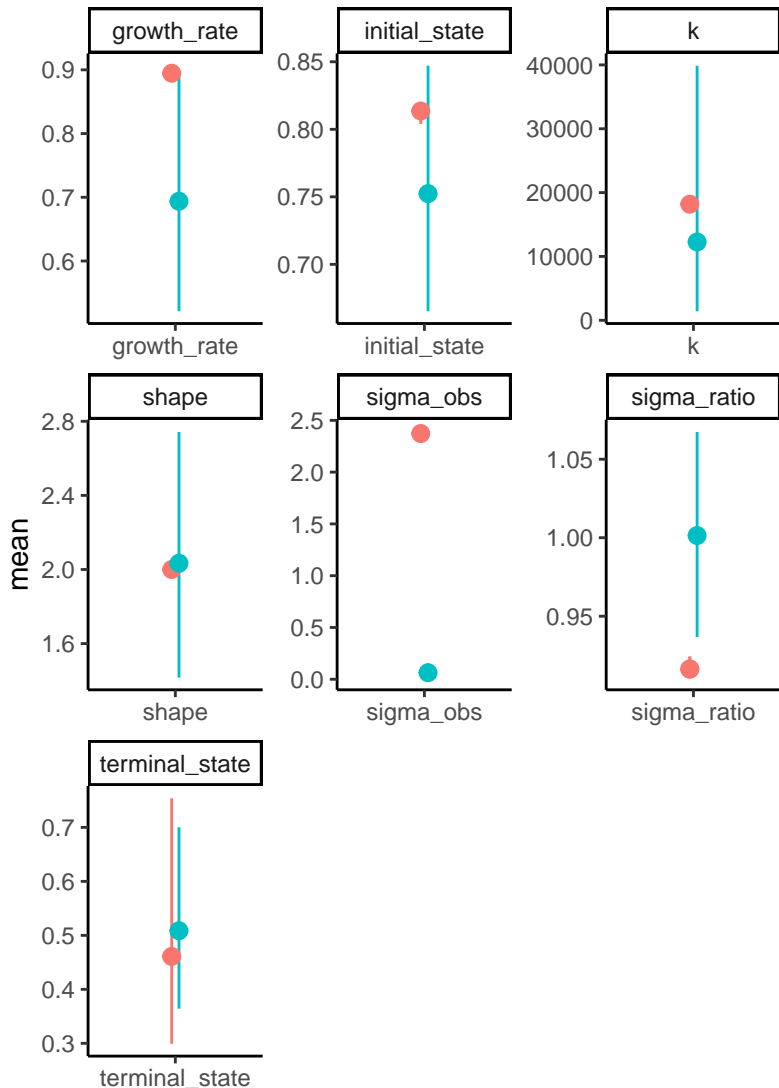 growth_rate
initial_state
k
0.9
0.8
0.7
0.6
0.85
0.80
0.75
0.70
40000
30000
20000
10000
0
growth_rate
initial_state
k
shape
sigma_obs
sigma_ratio
mean
2.8
2.4
2.0
1.6
2.5
2.0
1.5
1.0
0.5
0.0
1.05
1.00
0.95
shape
sigma_obs
sigma_ratio
terminal_state
0.7
0.6
0.5
0.4
0.3
terminal_state